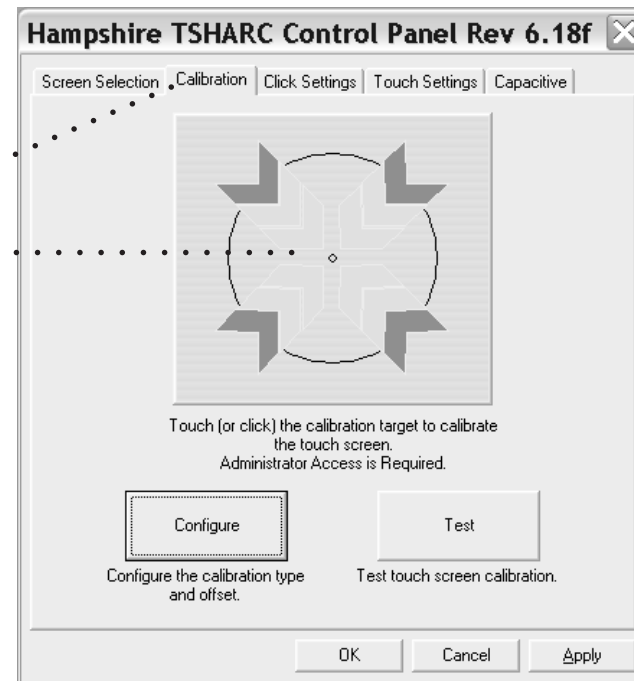 Hampshire TSHARC Control Panel Rev 6.18f
Screen Selection Calibration Click Settings Touch Settings Capacitive
Touch (or click) the calibration target to calibrate
the touch screen.
Administrator Access is Required.
Configure Test
Configure the calibration type Test touch screen calibration.
and offset.
OK Cancel Apply